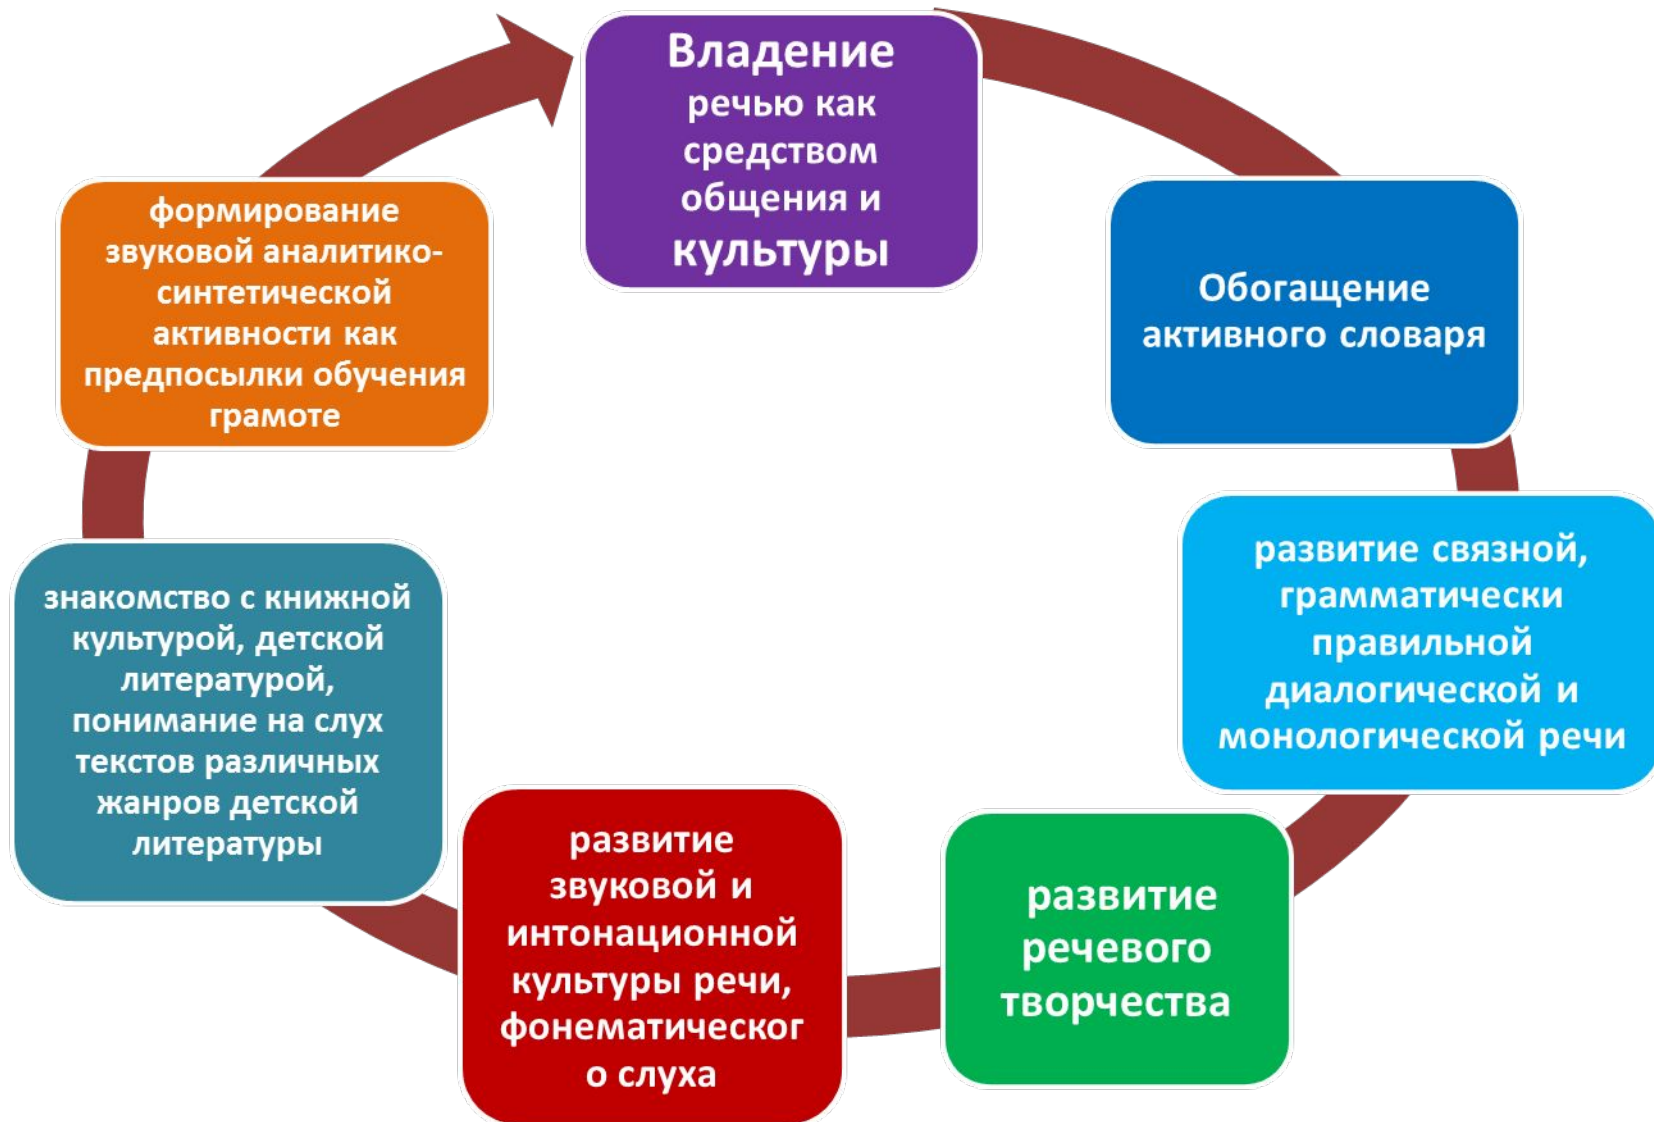 Владение
речью как
средством
общения и
культуры
Обогащение
активного словаря
развитие связной,
грамматически
правильной
диалогической и
монологической речи
развитие
речевого
творчества
развитие
звуковой и
интонационной
культуры речи,
фонематическог
о слуха
знакомство с книжной
культурой, детской
литературой,
понимание на слух
текстов различных
жанров детской
литературы
формирование
звуковой аналитико-
синтетической
активности как
предпосылки обучения
грамоте